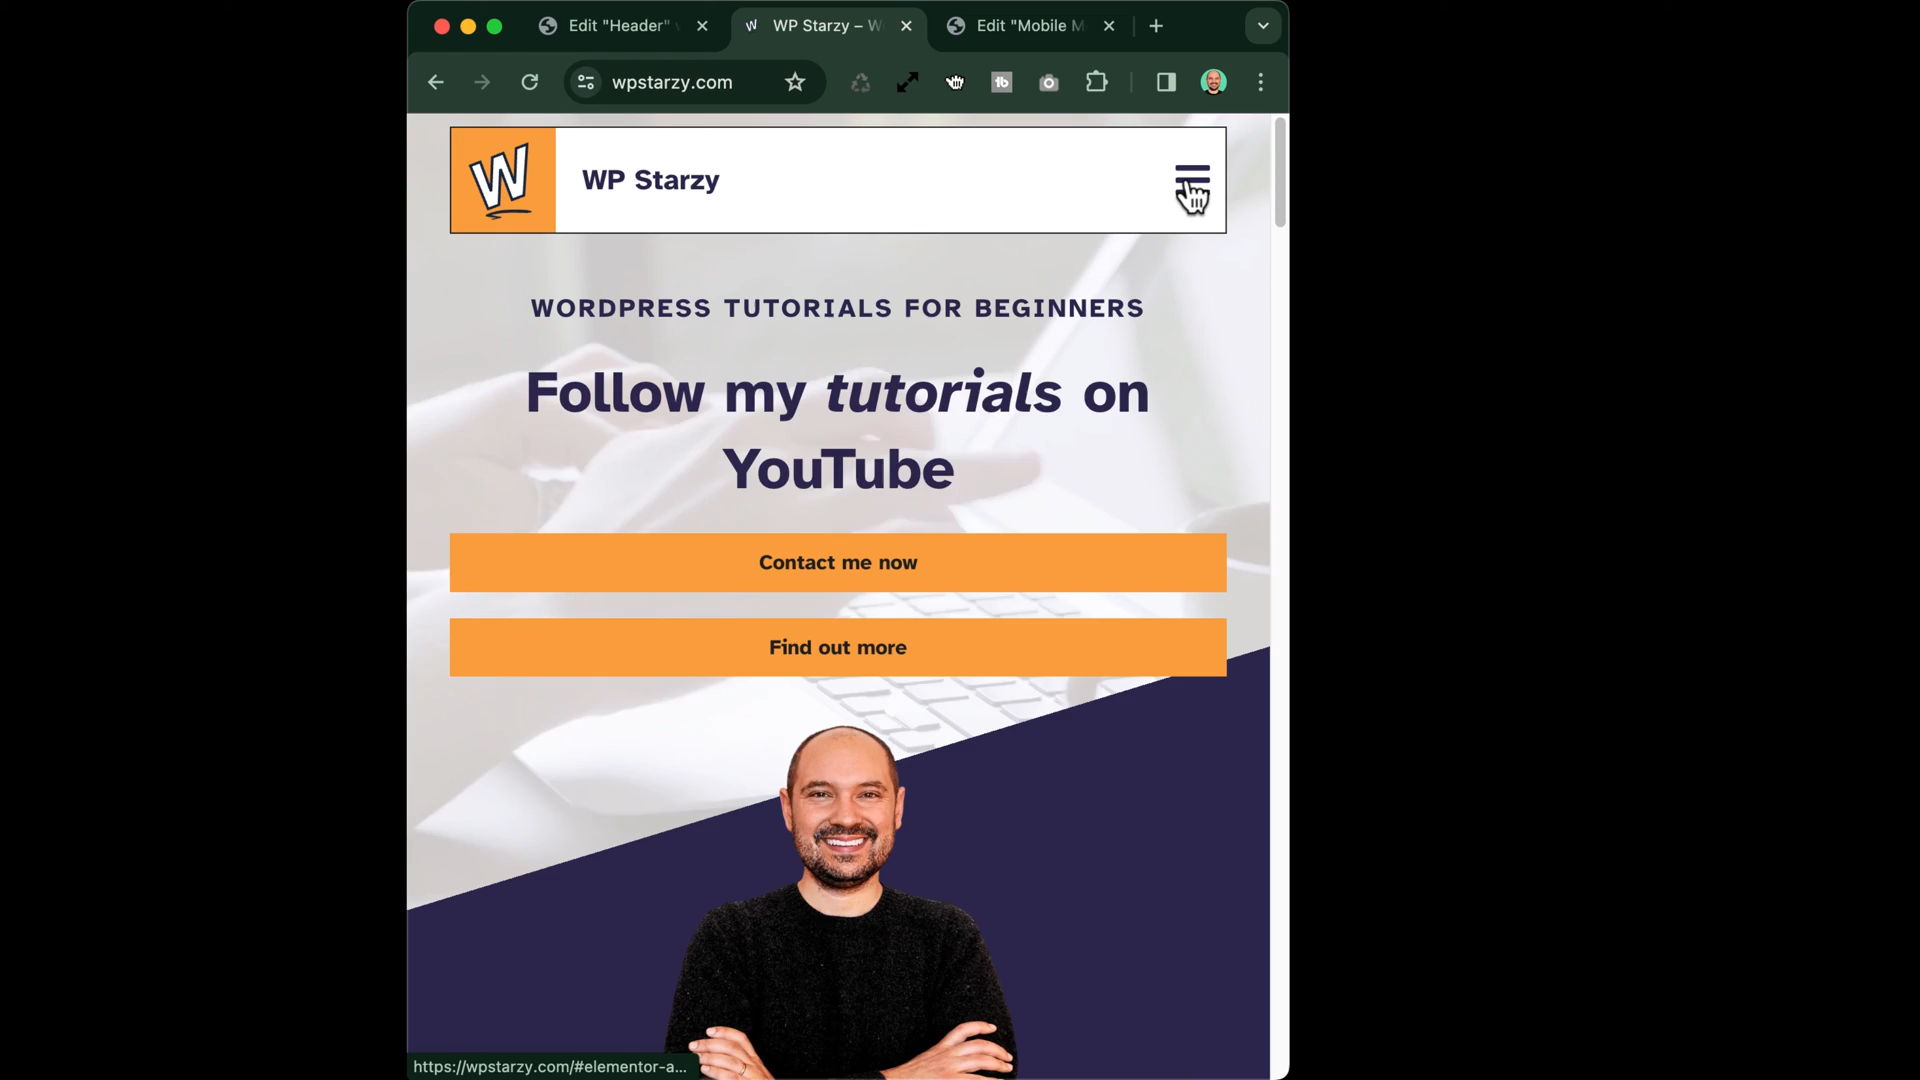 Edit "Header"
WP Starzy – W
Edit "Mobile M
wpstarzy.com
tb
W
WP Starzy
WORDPRESS TUTORIALS FOR BEGINNERS
Follow my tutorials on
YouTube
Contact me now
Find out more
https://wpstarzy.com/#elementor-a...